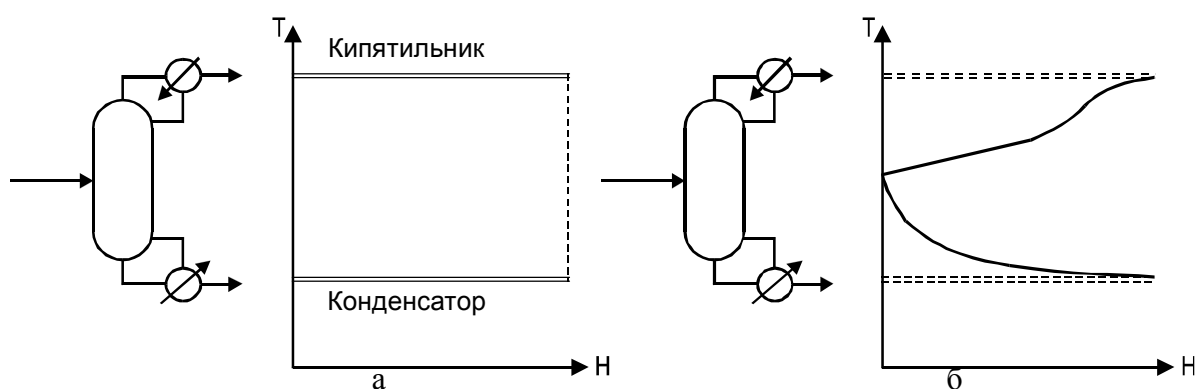 T
Кипятильник
Конденсатор
H
а
T
H
б